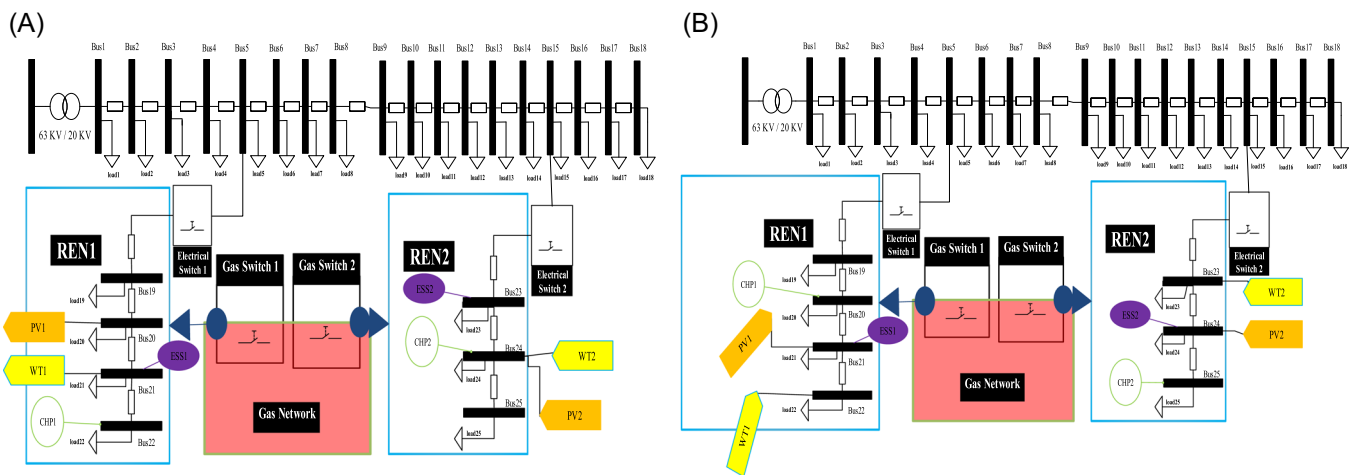 (A)
Bus1 Bus2 Bus3 Bus4 Bus5 Bus6 Bus7 Bus8 Bus9 Bus10 Bus11 Bus12 Bus13 Bus14 Bus15 Bus16 Bus17 Bus18
63 KV / 20 KV
load1 load2 load3 load4 load5 load6 load7 load8 load9 load10 load11 load12 load13 load14 load15 load16 load17 load18
REN1
Electrical
Switch 1
Gas Switch 1
Gas Switch 2
REN2
Electrical
Switch 2
Bus19
load19
PV1
Bus20
load20
ESS1
WT1
Bus21
load21
CHP1
Bus22
load22
Gas Network
ESS2
Bus23
load23
CHP2
Bus24
load24
WT2
Bus25
load25
PV2
(B)
Bus1 Bus2 Bus3 Bus4 Bus5 Bus6 Bus7 Bus8 Bus9 Bus10 Bus11 Bus12 Bus13 Bus14 Bus15 Bus16 Bus17 Bus18
63 KV / 20 KV
load1 load2 load3 load4 load5 load6 load7 load8 load9 load10 load11 load12 load13 load14 load15 load16 load17 load18
REN1
Electrical
Switch 1
Gas Switch 1
Gas Switch 2
REN2
Electrical
Switch 2
Bus19
load19
CHP1
Bus20
load20
ESS1
PV1
Bus21
load21
Bus22
load22
WT1
Gas Network
Bus23
load23
WT2
ESS2
Bus24
load24
PV2
CHP2
Bus25
load25